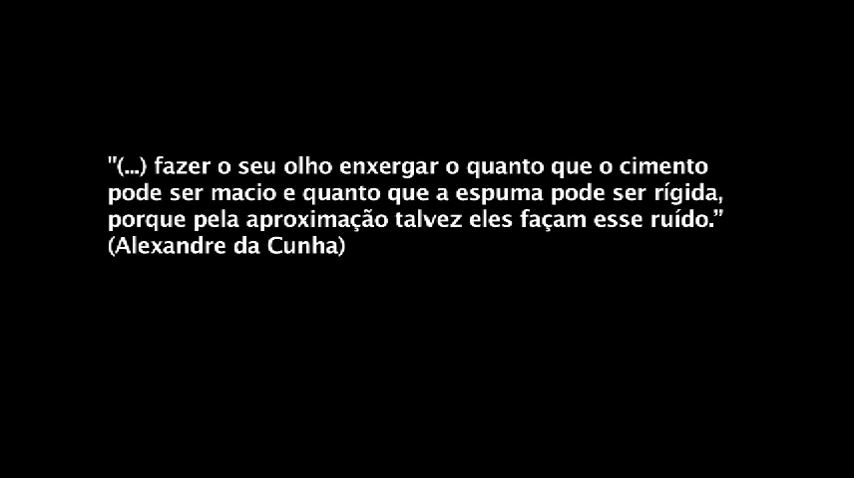 "(...) fazer o seu olho enxergar o quanto que o cimento
pode ser macio e quanto que a espuma pode ser rígida,
porque pela aproximação talvez eles façam esse ruído.”
(Alexandre da Cunha)